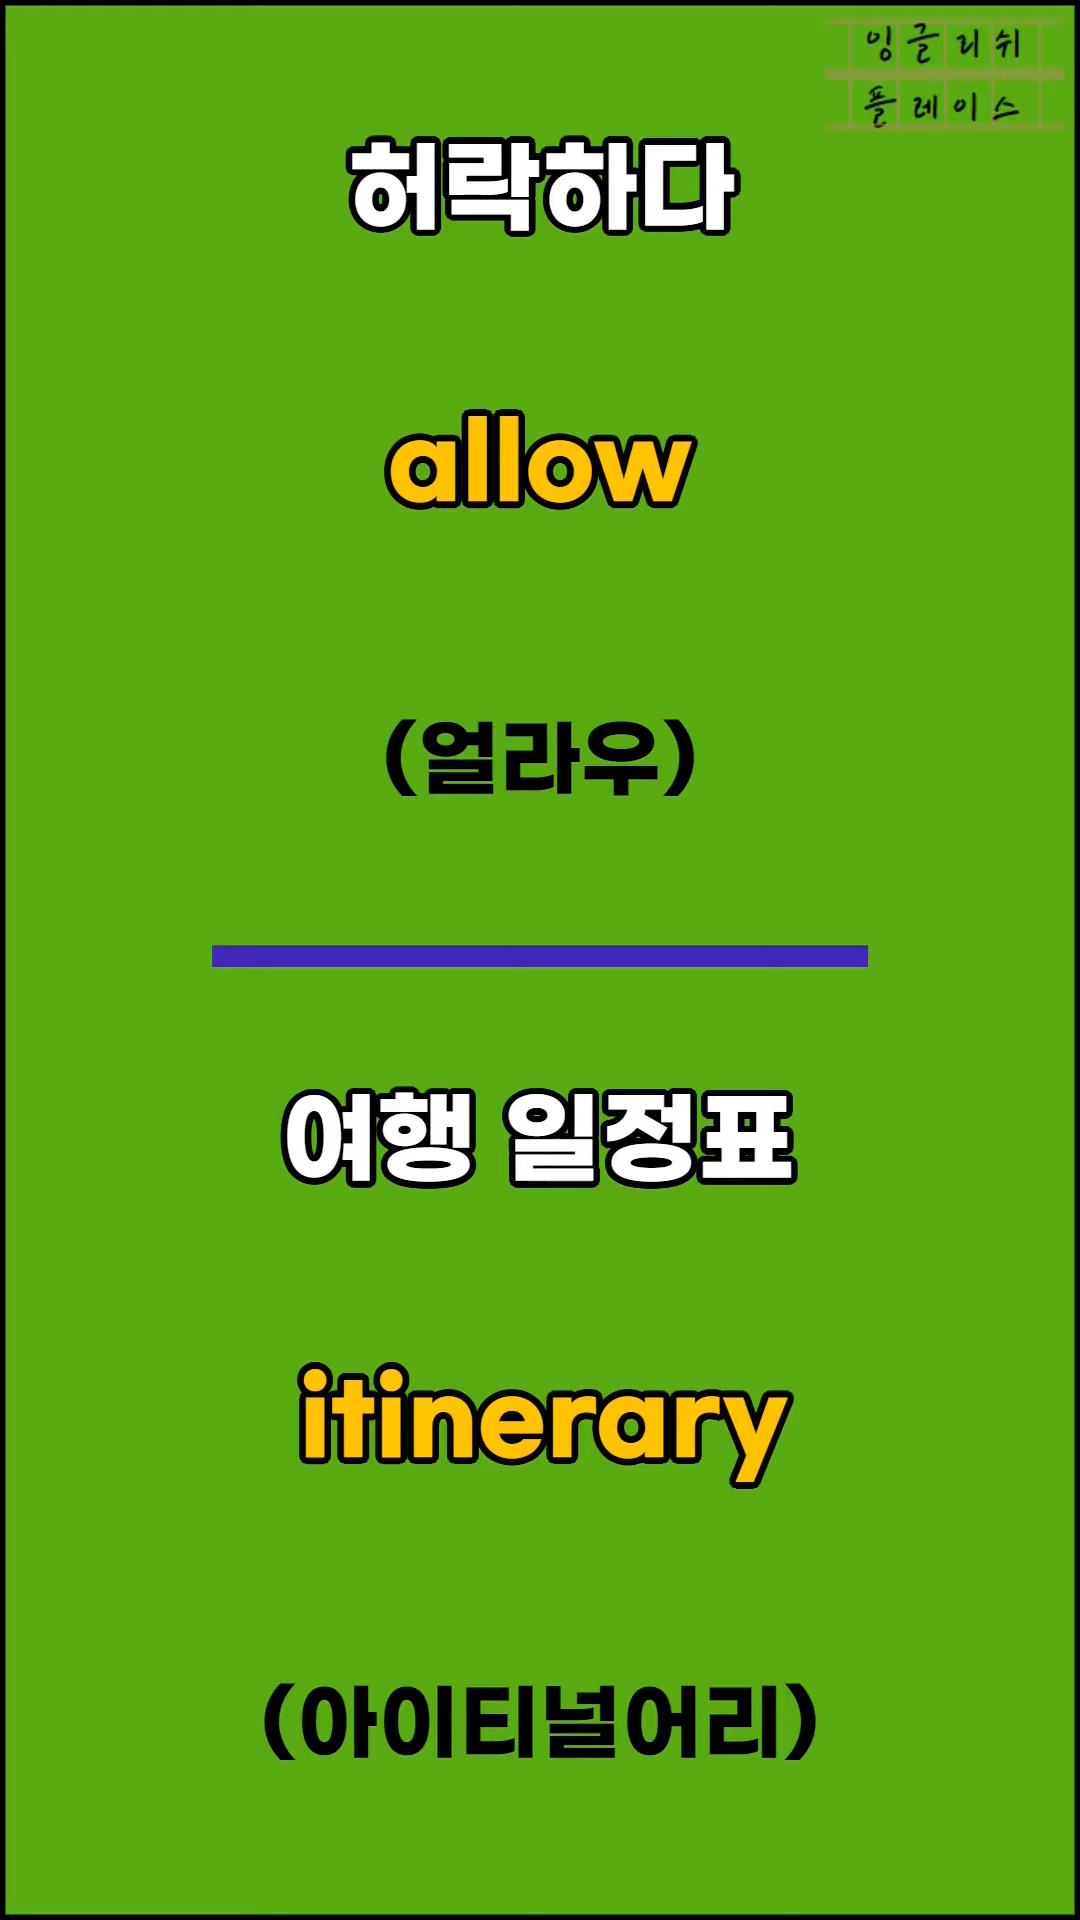 잉글리쉬
플레이스
허락하다
allow
(얼라우)
여행 일정표
itinerary
(아이티널어리)